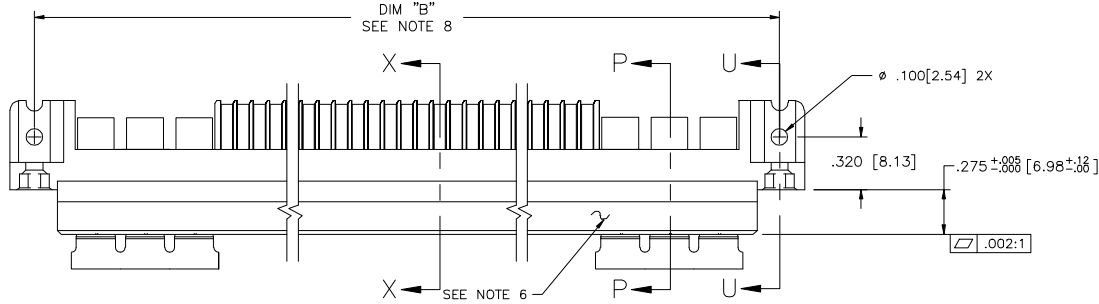 DIM "B"
SEE NOTE 8
X
P
U
ø .100[2.54] 2X
.320 [8.13]
.275 +.005 -.000 [6.98 +.12 -.00]
.002:1
X
SEE NOTE 6
P
U